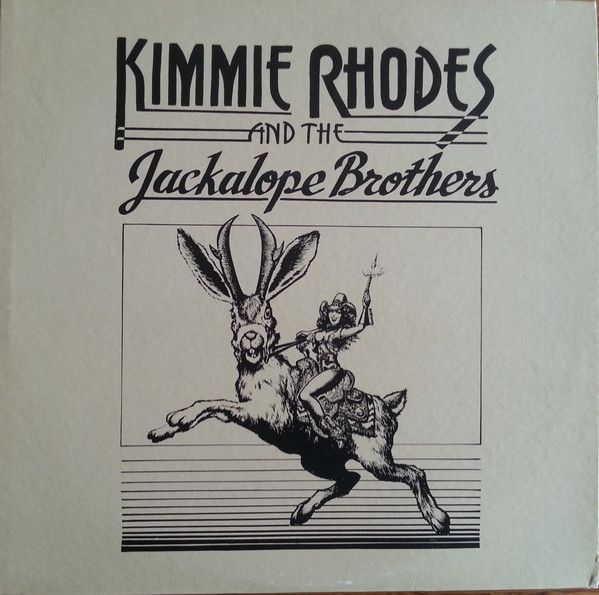 KIMMIE RHODES
AND THE
Jackalope Brothers